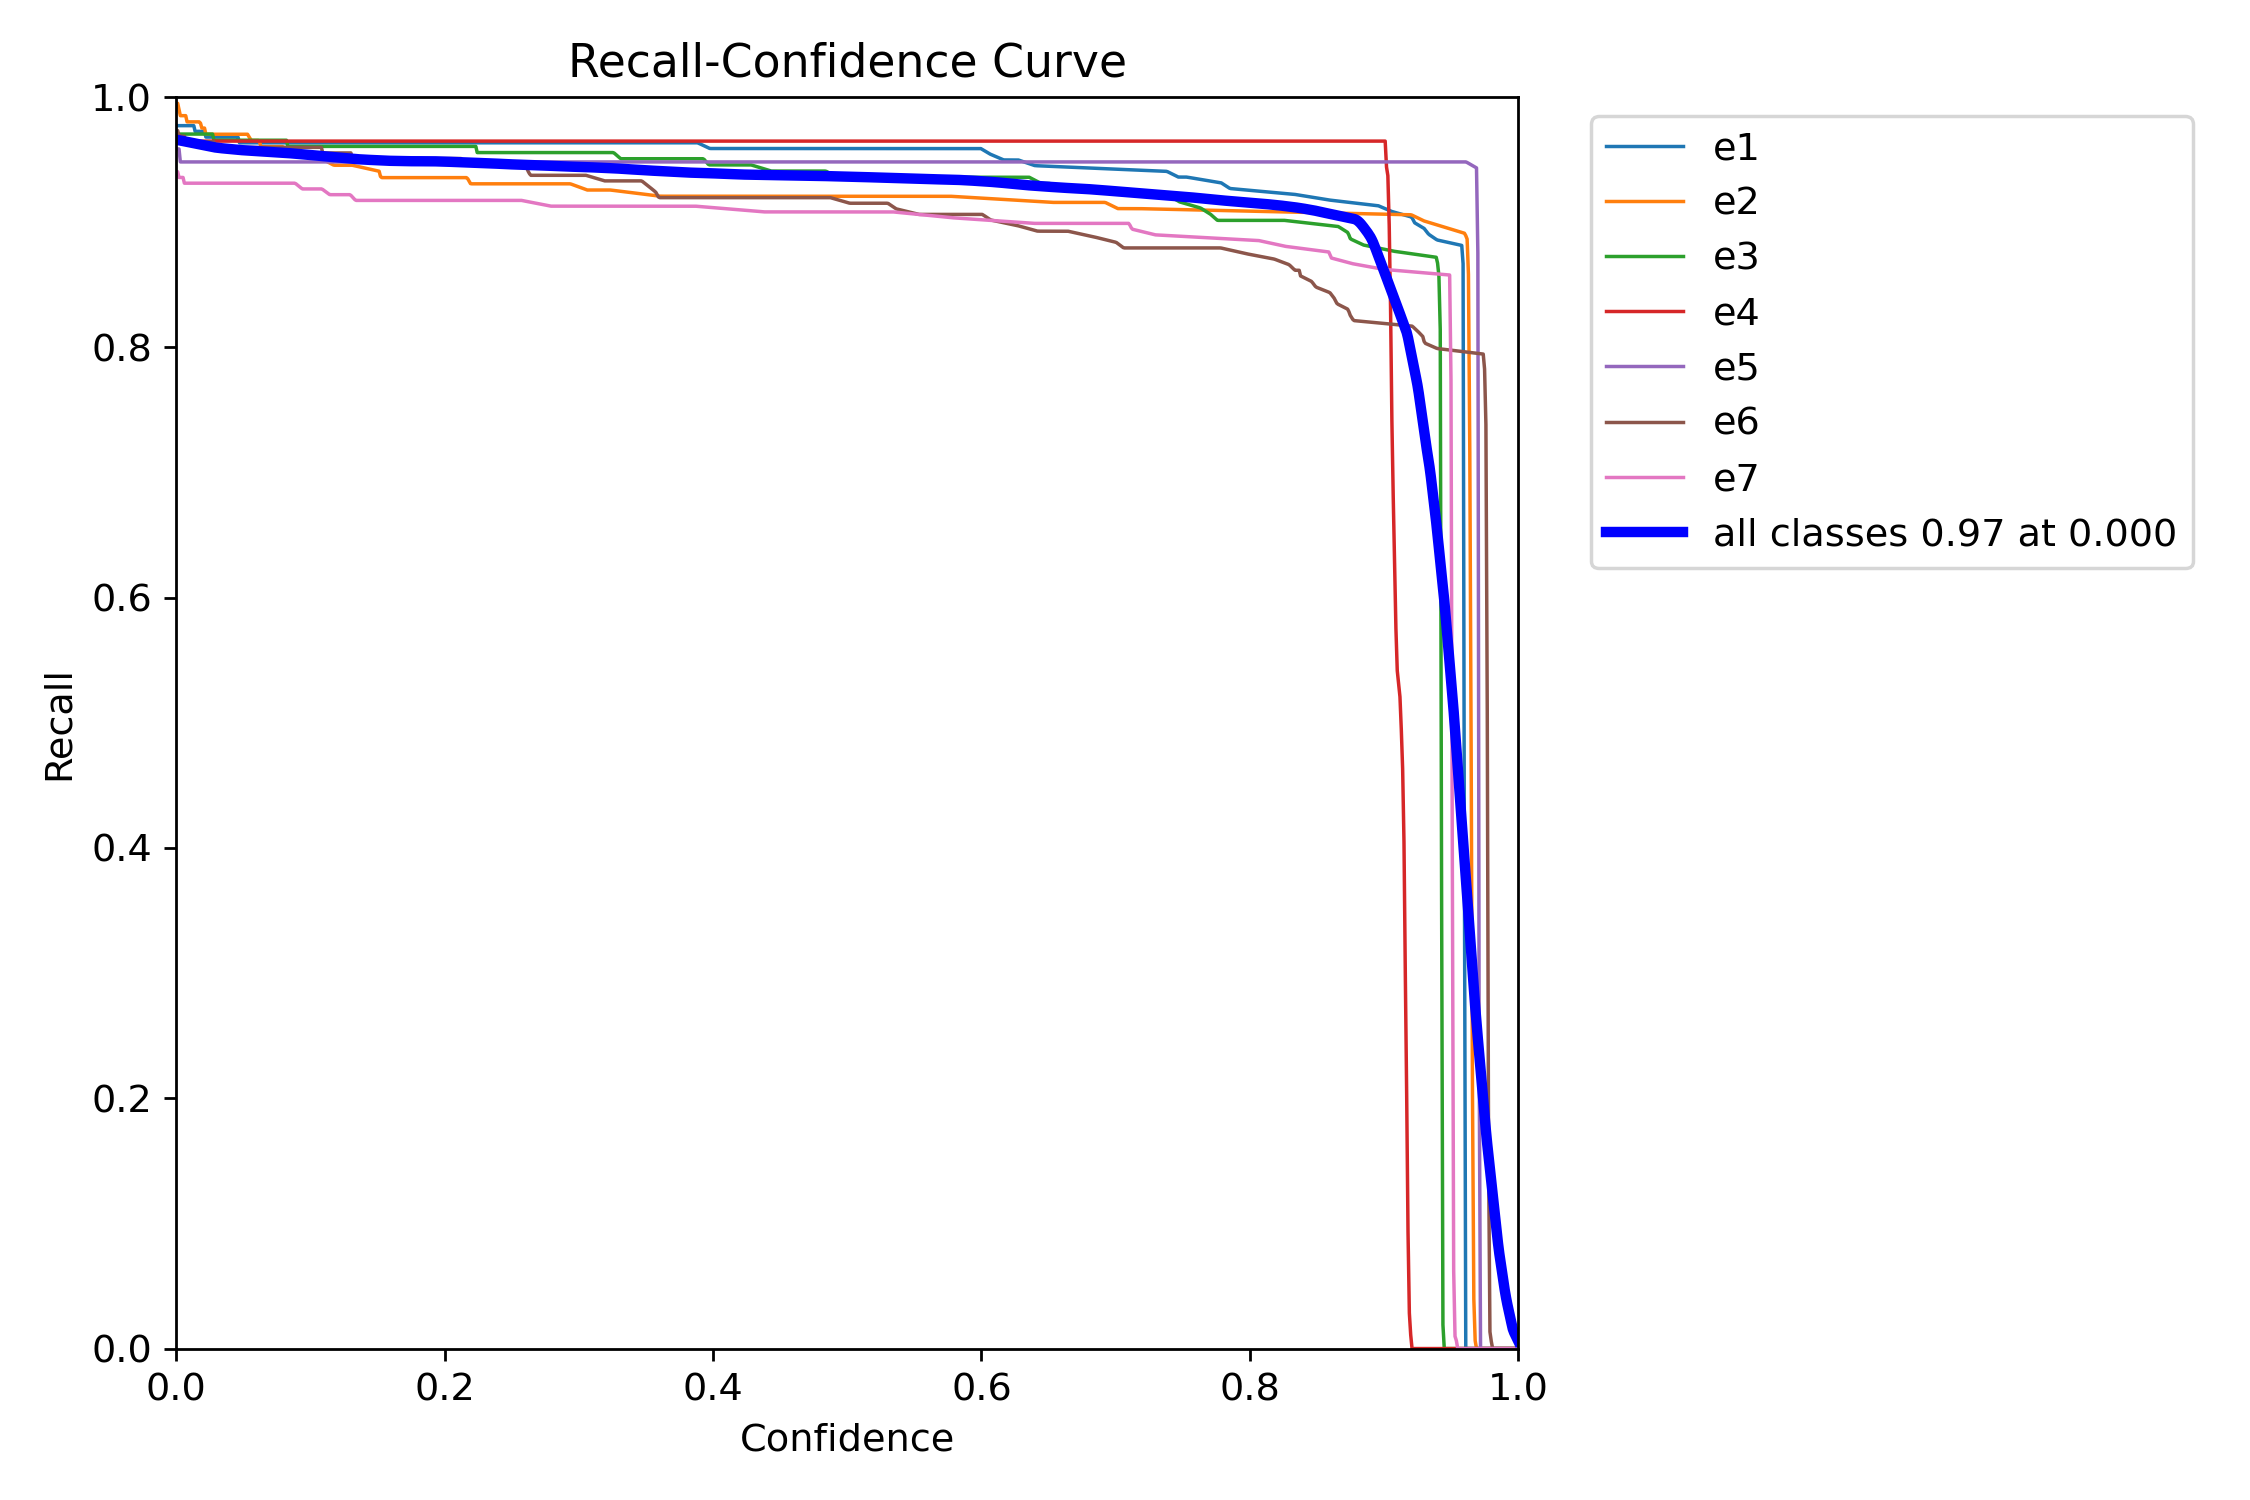 Recall-Confidence Curve
1.0
0.8
0.6
0.4
0.2
0.0
Recall
0.0 0.2 0.4 0.6 0.8 1.0
Confidence
e1
e2
e3
e4
e5
e6
e7
all classes 0.97 at 0.000